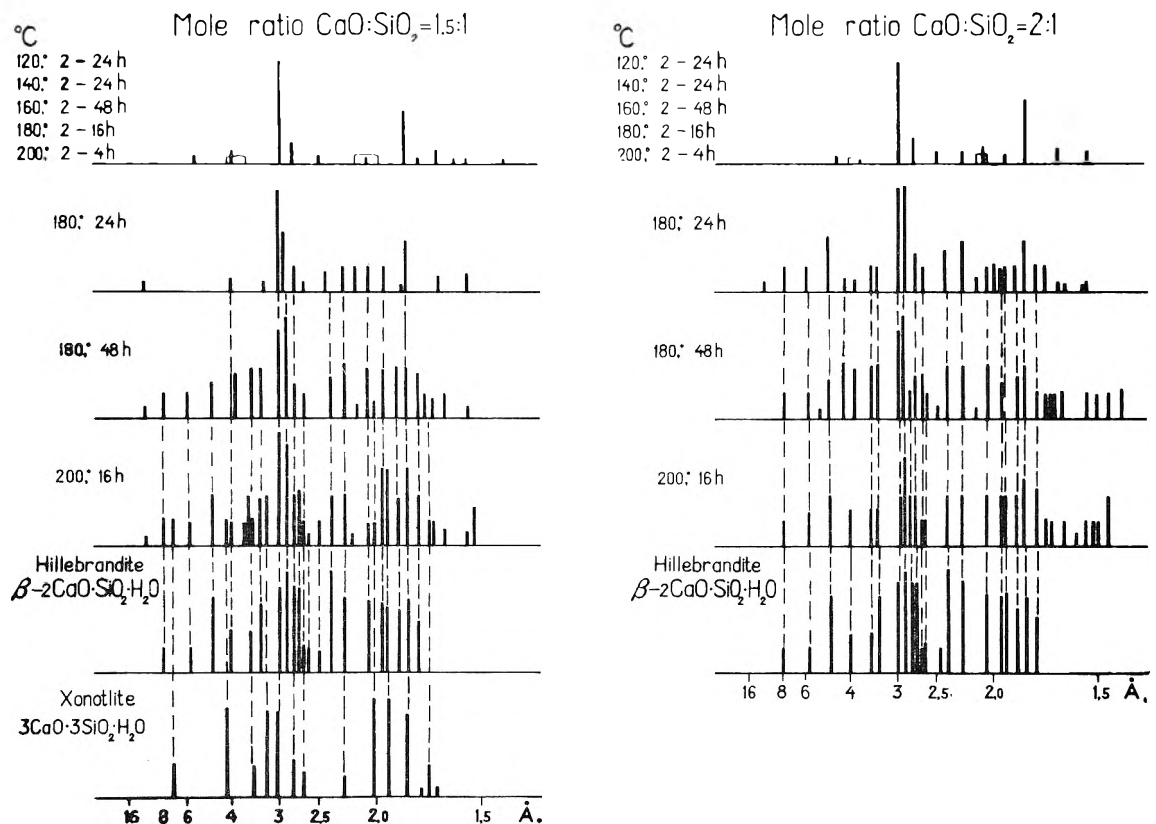 Mole ratio CaO:SiO₂=1.5:1
°C
120° 2 – 24 h
140° 2 – 24 h
160° 2 – 48 h
180° 2 – 16 h
200° 2 – 4 h
180° 24 h
180° 48 h
200° 16 h
Hillebrandite
β-2CaO·SiO₂·H₂O
Xonotlite
3CaO·3SiO₂·H₂O
16 8 6 4 3 2,5 2,0 1,5 Å.
Mole ratio CaO:SiO₂=2:1
°C
120° 2 – 24 h
140° 2 – 24 h
160° 2 – 48 h
180° 2 – 16 h
200° 2 – 4 h
180° 24 h
180° 48 h
200° 16 h
Hillebrandite
β-2CaO·SiO₂·H₂O
16 8 6 4 3 2,5 2,0 1,5 Å.